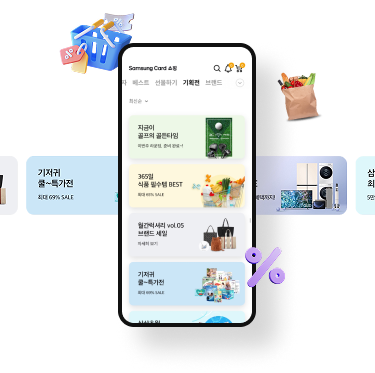 Samsung Card 쇼핑
베스트 선물하기 기획전 브랜드
최신순
지금이
골프의 골든타임
365일
식품 필수템 BEST
최대 65% SALE
월간럭셔리 vol.05
브랜드 세일
자세히 보기
기저귀
쿨~특가전
최대 69% SALE
기저귀
쿨~특가전
최대 69% SALE